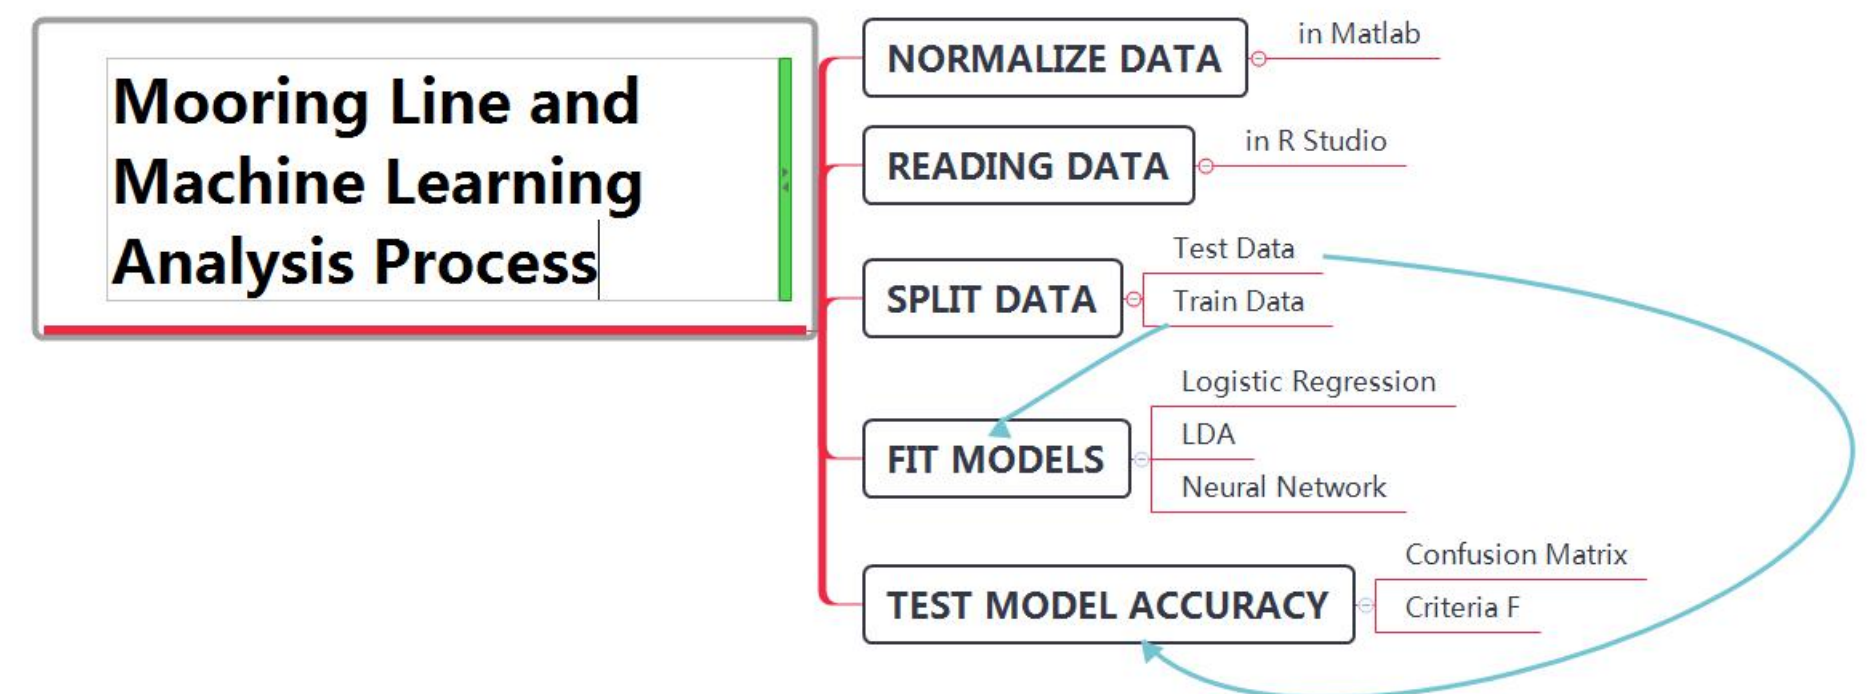 Mooring Line and
Machine Learning
Analysis Process
NORMALIZE DATA
in Matlab
READING DATA
in R Studio
SPLIT DATA
Test Data
Train Data
FIT MODELS
Logistic Regression
LDA
Neural Network
TEST MODEL ACCURACY
Confusion Matrix
Criteria F